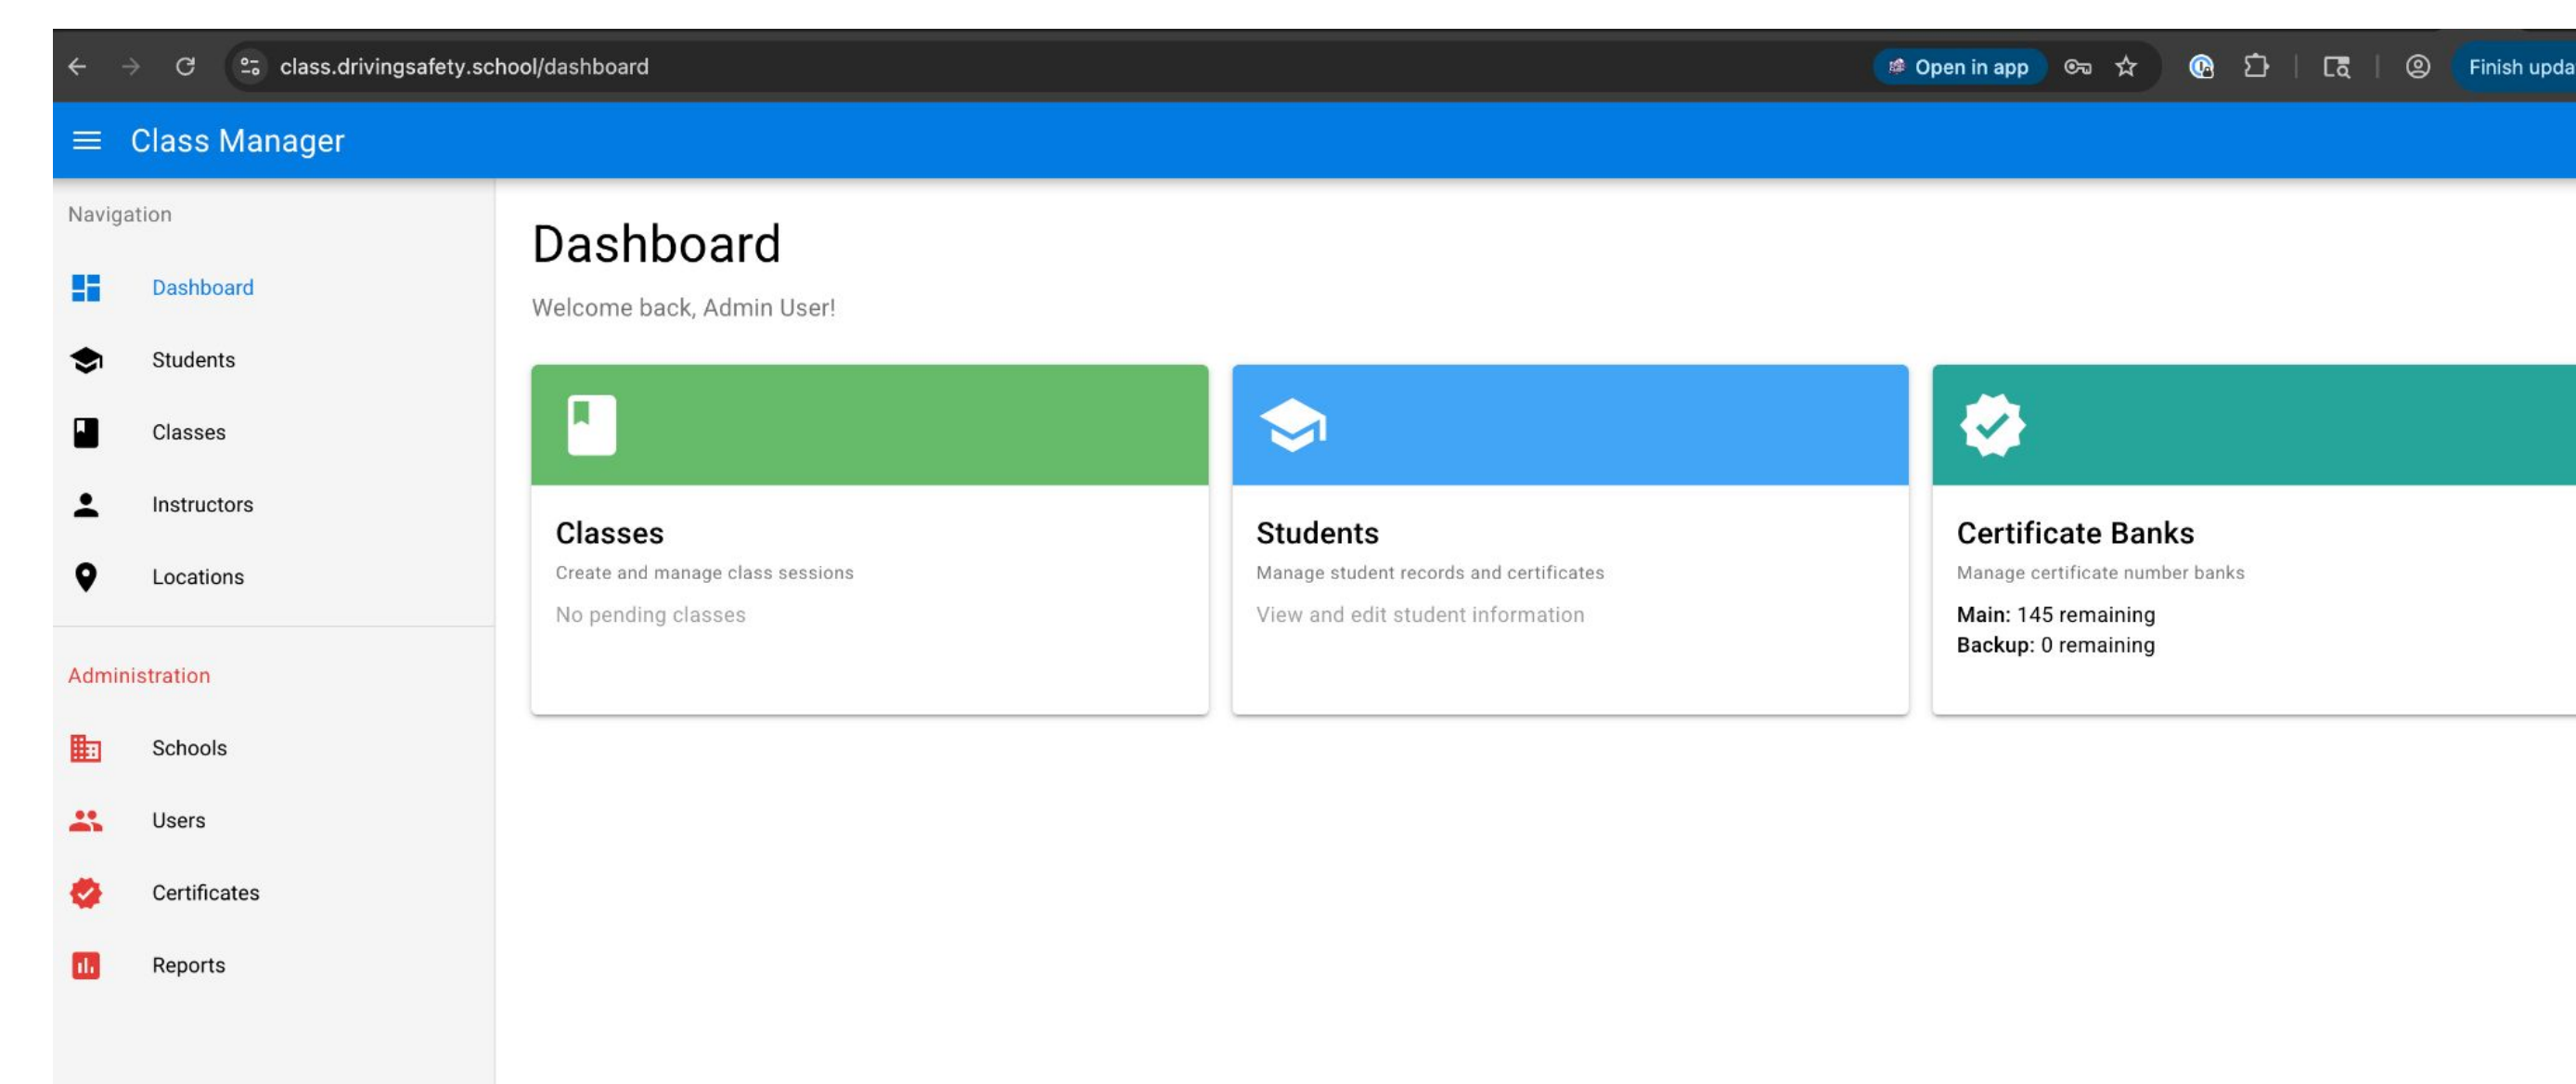 class.drivingsafety.school/dashboard
Open in app
Finish upda
Class Manager
Navigation
Dashboard
Students
Classes
Instructors
Locations
Administration
Schools
Users
Certificates
Reports
Dashboard
Welcome back, Admin User!
Classes
Create and manage class sessions
No pending classes
Students
Manage student records and certificates
View and edit student information
Certificate Banks
Manage certificate number banks
Main: 145 remaining
Backup: 0 remaining